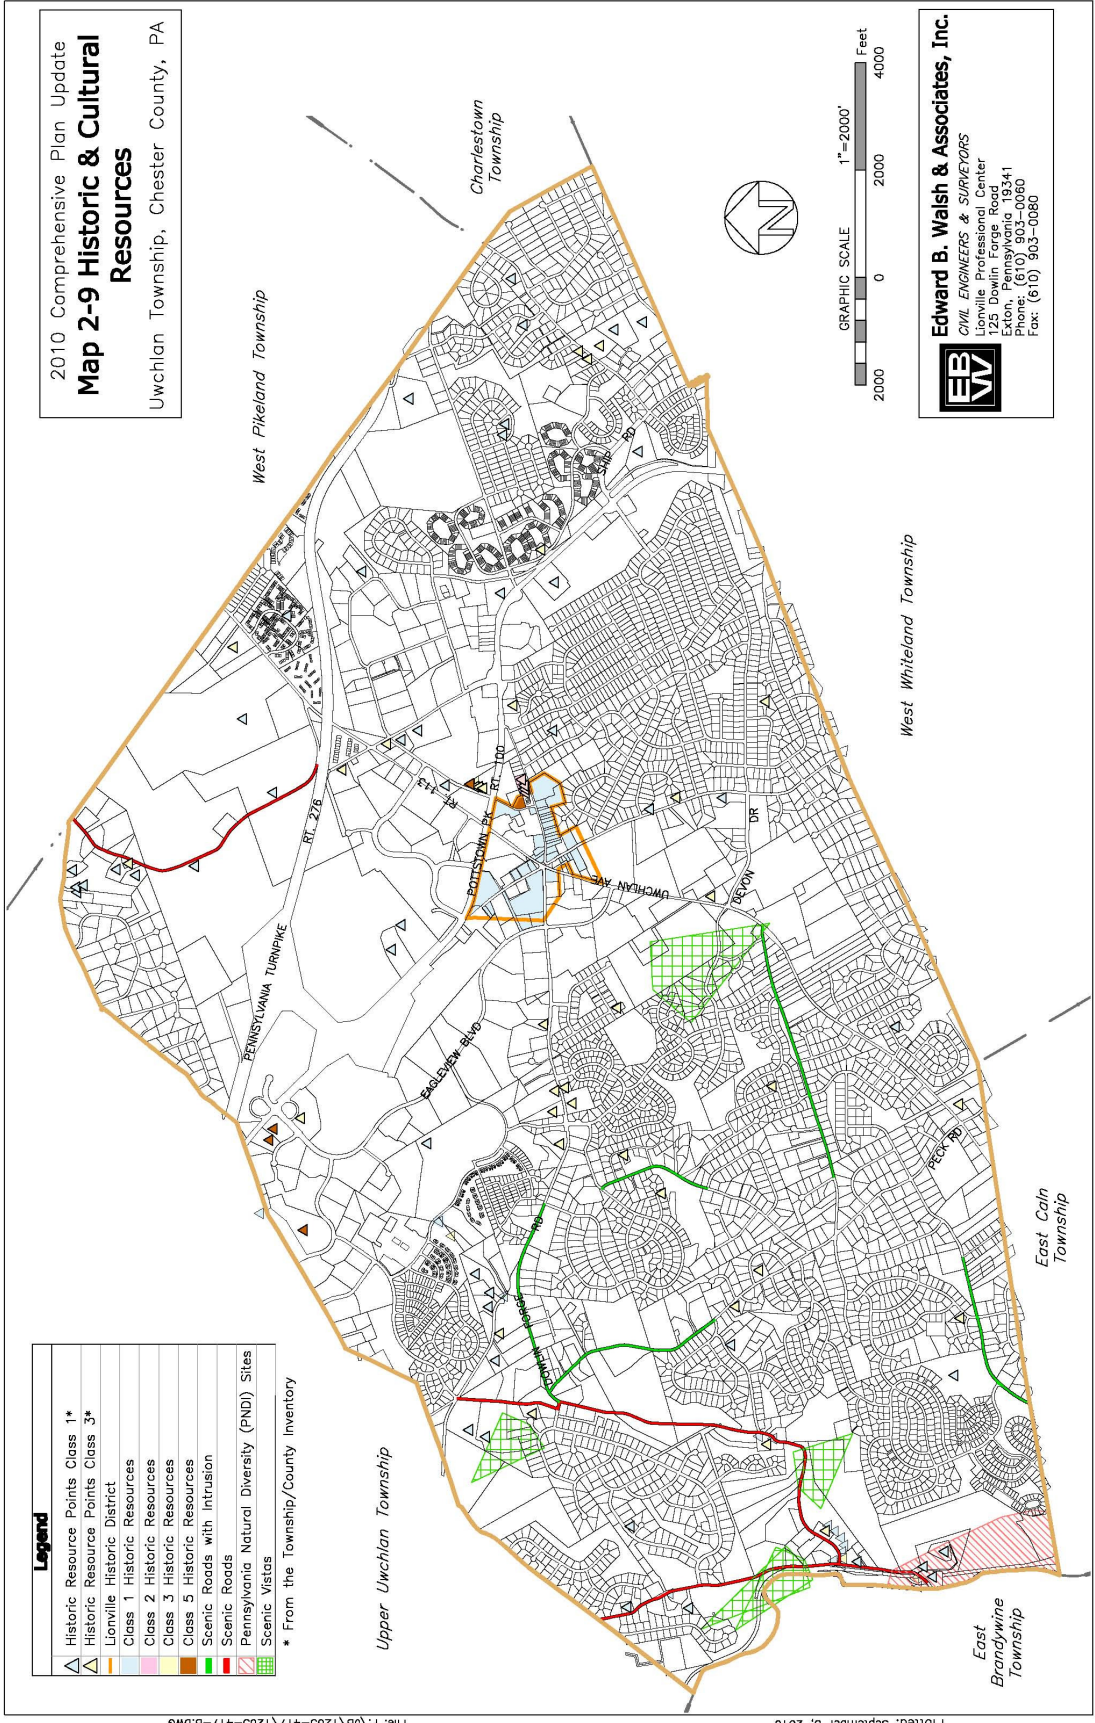 2010 Comprehensive Plan Update
Map 2-9 Historic & Cultural
Resources
Uwchlan Township, Chester County, PA
Charlestown
Township
West Pikeland Township
West Whiteland Township
East Caln
Township
East
Brandywine
Township
Upper Uwchlan Township
PENNSYLVANIA TURNPIKE
RT. 276
RT. 113
POTTSTOWN PK
RT. 100
SHIP RD
EAGLEVIEW BLVD
UWCHLAN AVE
DEVON DR
DOWLIN FORGE RD
PECK RD
N
GRAPHIC SCALE 1"=2000'
2000 0 2000 4000 Feet
EBW
Edward B. Walsh & Associates, Inc.
CIVIL ENGINEERS & SURVEYORS
Lionville Professional Center
125 Dowlin Forge Road
Exton, Pennsylvania 19341
Phone: (610) 903-0060
Fax: (610) 903-0080
Legend
Historic Resource Points Class 1*
Historic Resource Points Class 3*
Lionville Historic District
Class 1 Historic Resources
Class 2 Historic Resources
Class 3 Historic Resources
Class 5 Historic Resources
Scenic Roads with Intrusion
Scenic Roads
Pennsylvania Natural Diversity (PNDI) Sites
Scenic Vistas
* From the Township/County Inventory